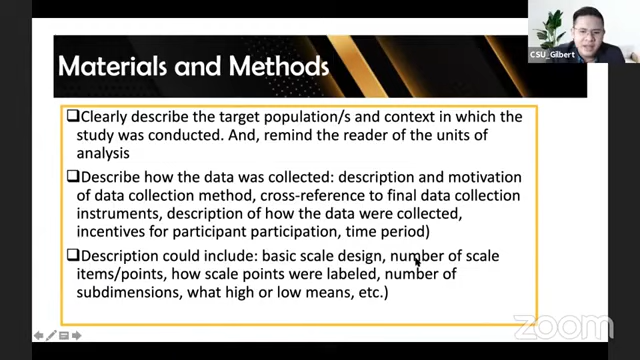 CSU_Gilbert
Materials and Methods
Clearly describe the target population/s and context in which the
study was conducted. And, remind the reader of the units of
analysis
Describe how the data was collected: description and motivation
of data collection method, cross-reference to final data collection
instruments, description of how the data were collected,
incentives for participant participation, time period)
Description could include: basic scale design, number of scale
items/points, how scale points were labeled, number of
subdimensions, what high or low means, etc.)
zoom